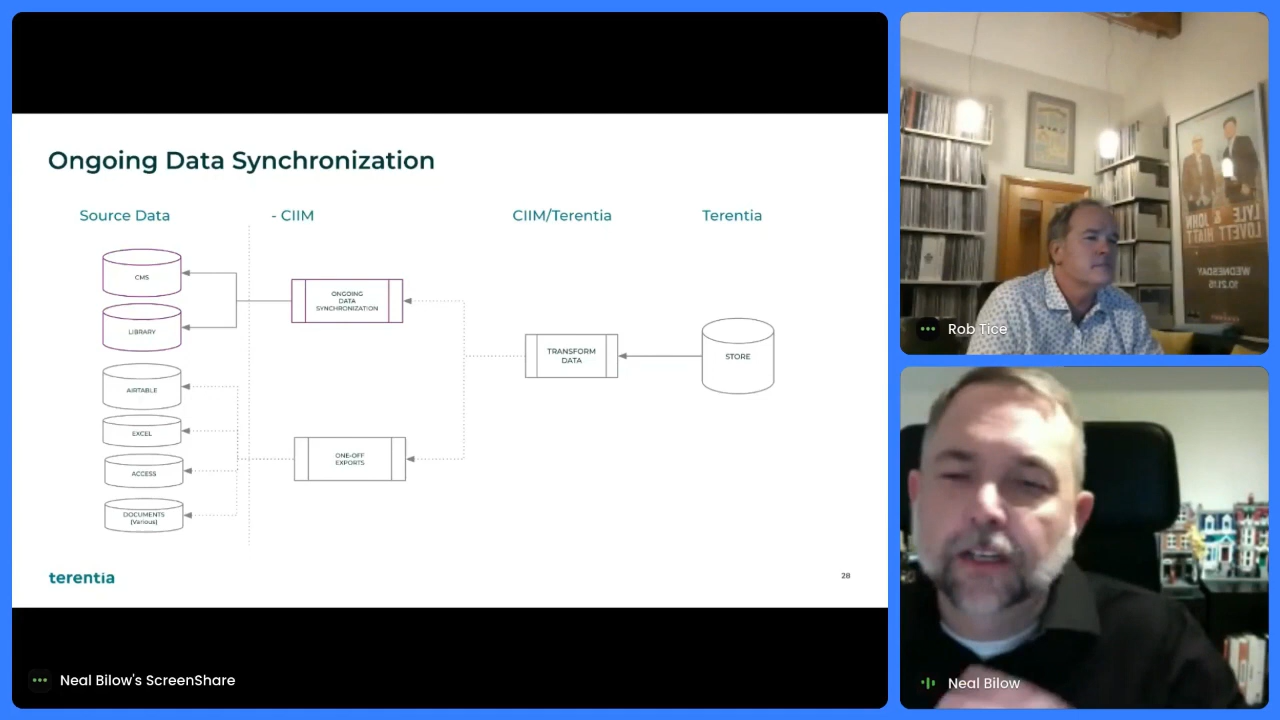 Ongoing Data Synchronization
Source Data
- CIIM
CIIM/Terentia
Terentia
CMS
LIBRARY
AIRTABLE
EXCEL
ACCESS
DOCUMENTS
(Various)
ONGOING
DATA
SYNCHRONIZATION
ONE-OFF
EXPORTS
TRANSFORM
DATA
STORE
terentia
28
Neal Bilow's ScreenShare
LYLE & JOHN
LOVETT HIATT
WEDNESDAY
10.21.15
Rob Tice
Neal Bilow